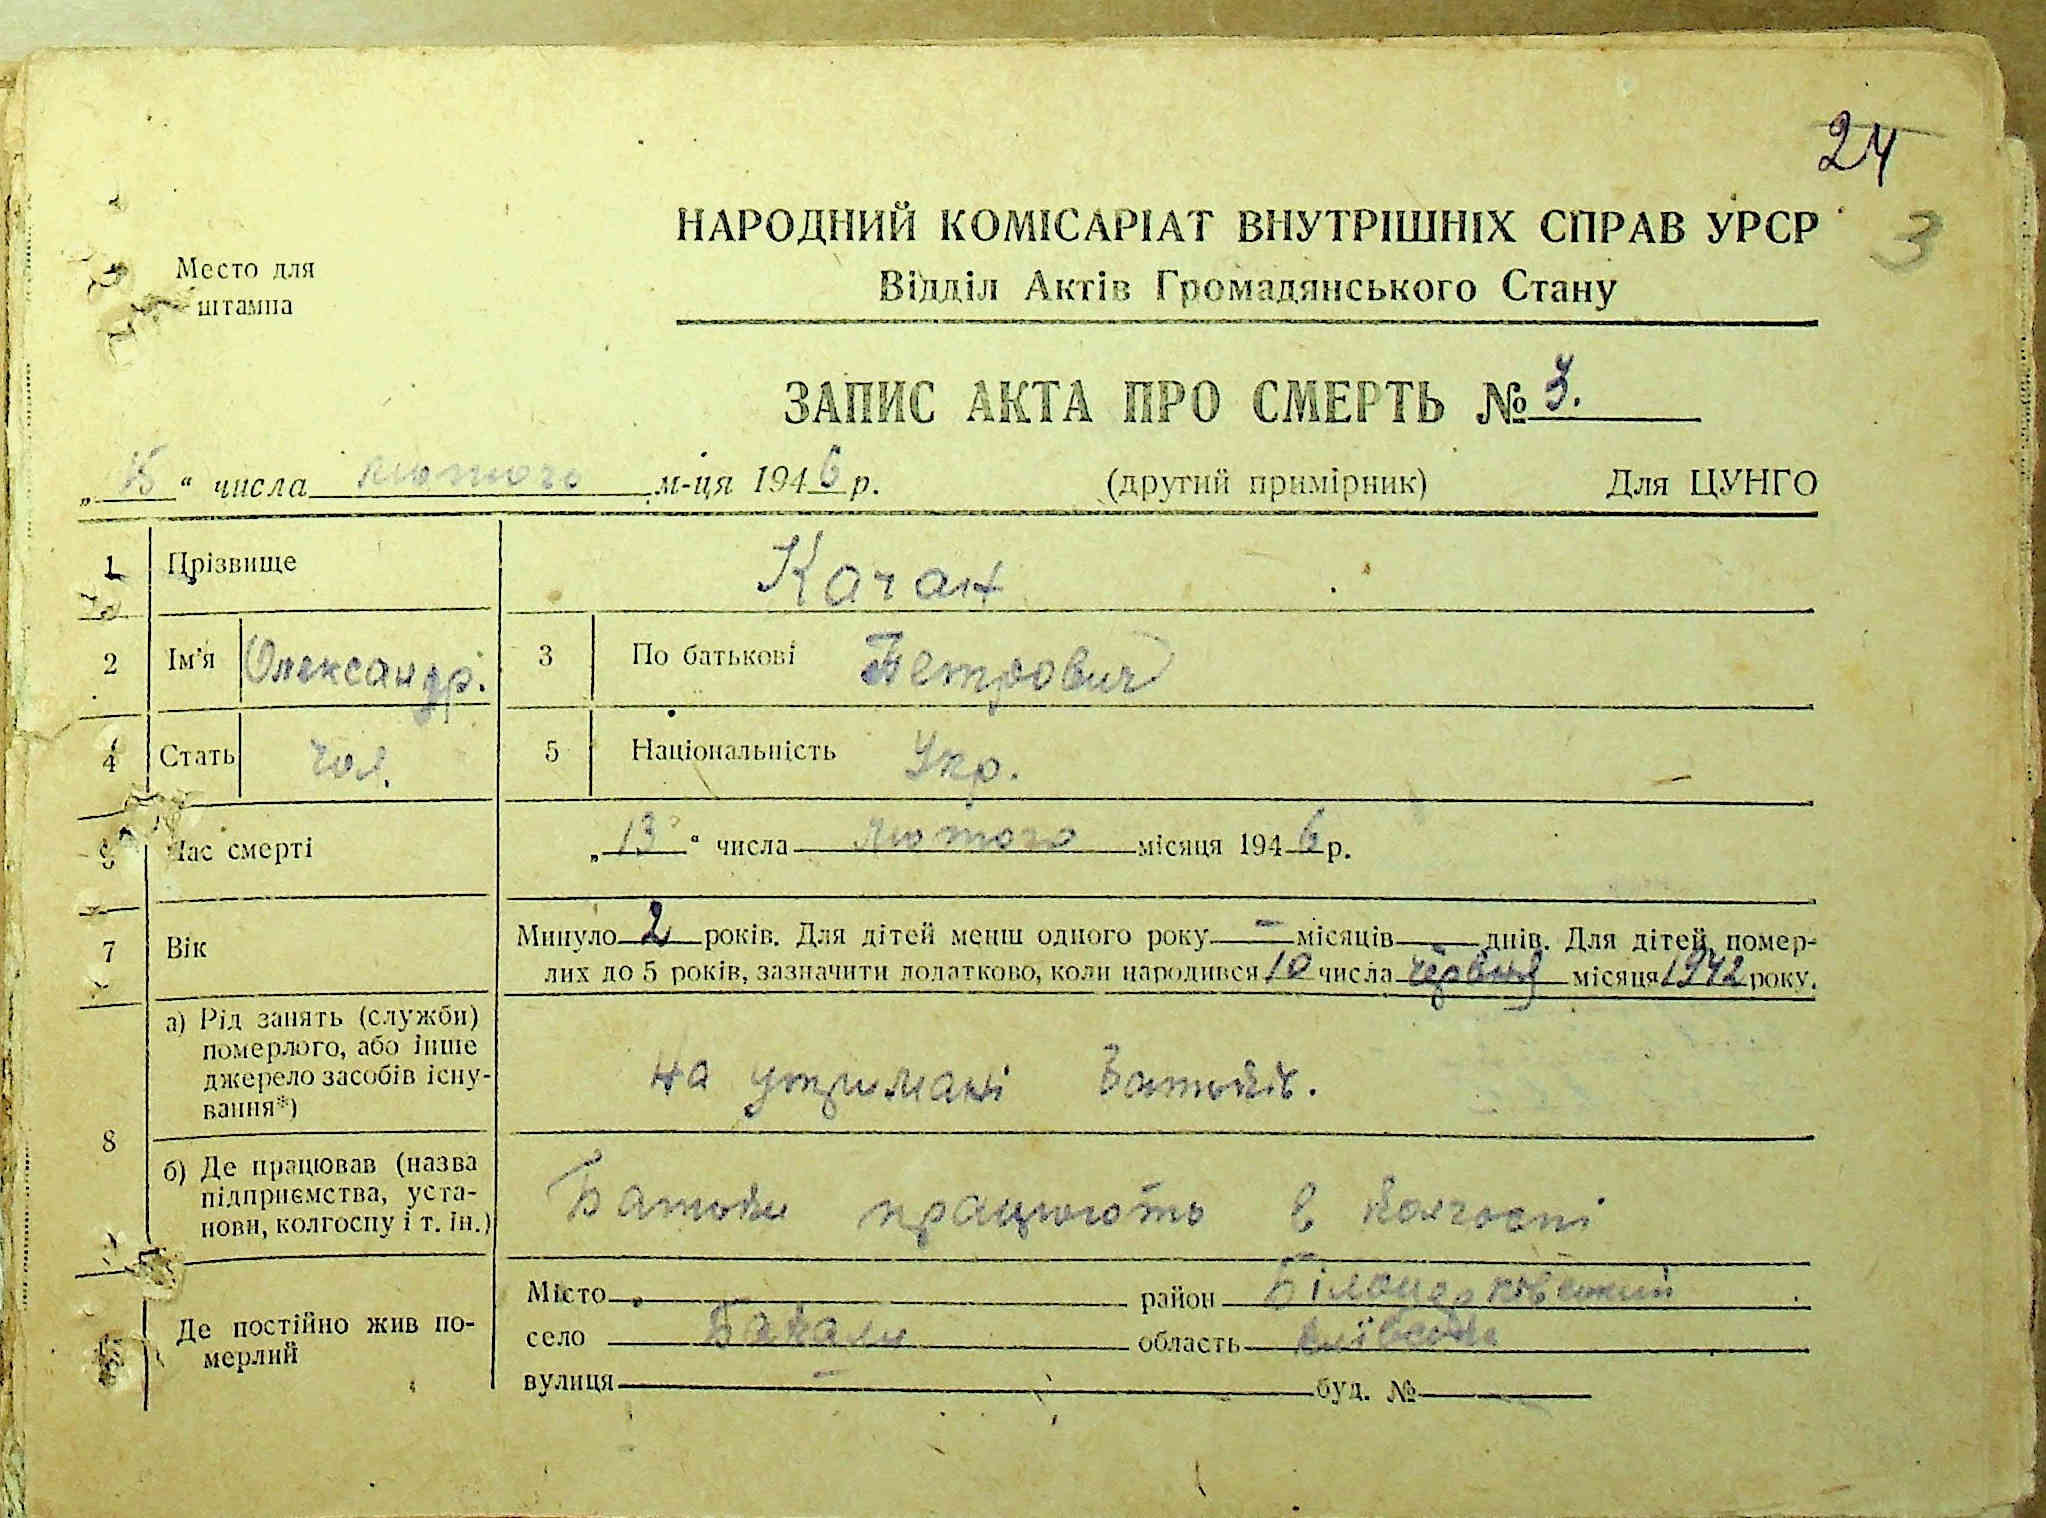 24
3
НАРОДНИЙ КОМІСАРІАТ ВНУТРІШНІХ СПРАВ УРСР
Место для
штампа
Відділ Актів Громадянського Стану
ЗАПИС АКТА ПРО СМЕРТЬ № 3.
„15“ числа лютого м-ця 1946 р. (другий примірник) Для ЦУНГО
1 Прізвище Качан
2 Ім'я Олександр. 3 По батькові Петрович
4 Стать чол. 5 Національність Укр.
Час смерті „13“ числа лютого місяця 1946 р.
7 Вік Минуло 2 років. Для дітей менш одного року — місяців днів. Для дітей помер-
лих до 5 років, зазначити додатково, коли народився 10 числа червня місяця 1942 року.
8 а) Рід занять (служби)
померлого, або інше
джерело засобів існу-
вання*)
на утримані Батьків.
б) Де працював (назва
підприємства, уста-
нови, колгоспу і т. ін.)
Батьки працюють в колгоспі
Де постійно жив по-
мерлий
Місто район Білоцерковський
село Бакали область Київська
вулиця — буд. №